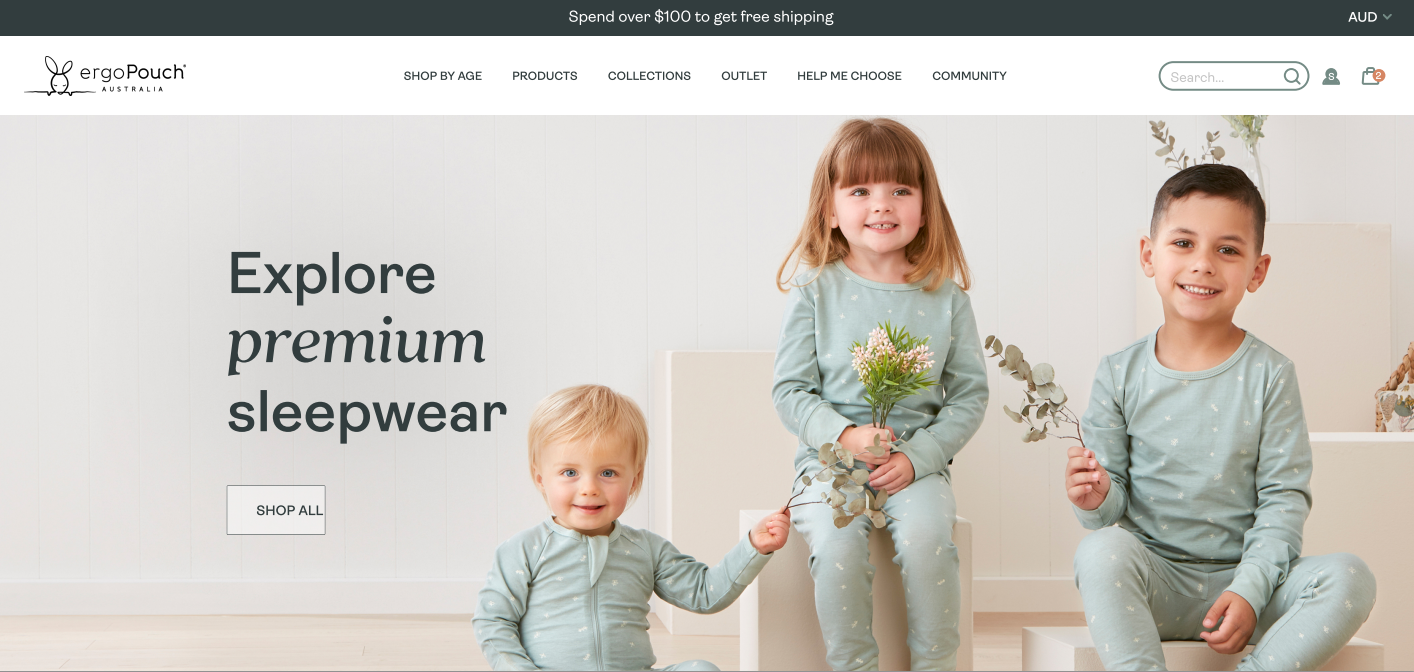 Spend over $100 to get free shipping
AUD
ergoPouch®
AUSTRALIA
SHOP BY AGE
PRODUCTS
COLLECTIONS
OUTLET
HELP ME CHOOSE
COMMUNITY
Search...
S
2
Explore
premium
sleepwear
SHOP ALL